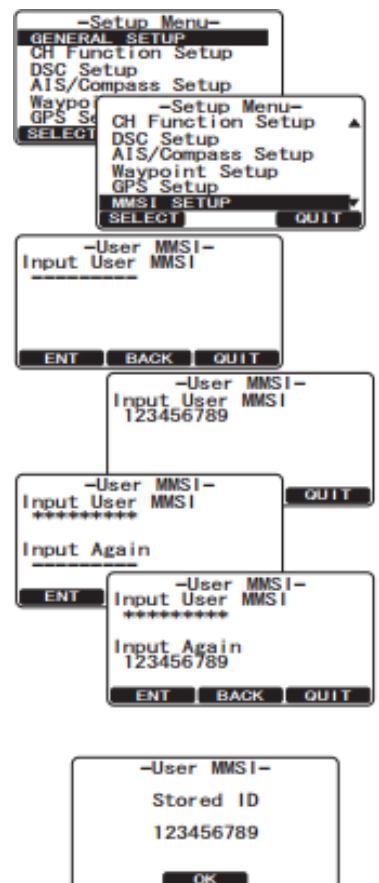 -Setup Menu-
GENERAL SETUP
CH Function Setup
DSC Setup
AIS/Compass Setup
Waypoi
GPS Se
SELECT
-Setup Menu-
CH Function Setup
DSC Setup
AIS/Compass Setup
Waypoint Setup
GPS Setup
MMSI SETUP
SELECT QUIT
-User MMSI-
Input User MMSI
---------
ENT BACK QUIT
-User MMSI-
Input User MMSI
123456789
QUIT
-User MMSI-
Input User MMSI
*********
Input Again
---------
ENT
-User MMSI-
Input User MMSI
*********
Input Again
123456789
ENT BACK QUIT
-User MMSI-
Stored ID
123456789
OK